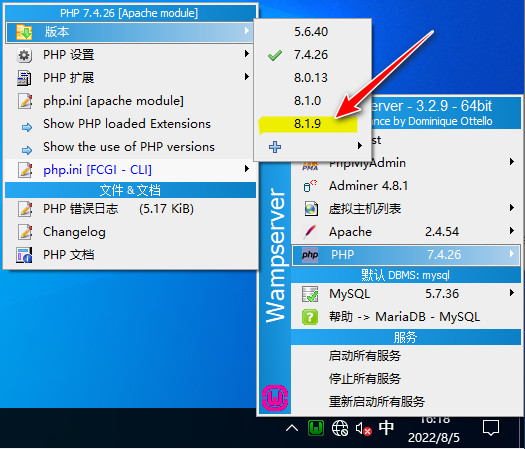 PHP 7.4.26 [Apache module]
版本
PHP 设置
PHP 扩展
php.ini [apache module]
Show PHP loaded Extensions
Show the use of PHP versions
php.ini [FCGI - CLI]
文件 & 文档
PHP 错误日志 (5.17 KiB)
Changelog
PHP 文档
5.6.40
7.4.26
8.0.13
8.1.0
8.1.9
erver - 3.2.9 - 64bit
ance by Dominique Ottello
st
PMA PhpMyAdmin
Adminer 4.8.1
虚拟主机列表
Apache 2.4.54
php PHP 7.4.26
默认 DBMS: mysql
MySQL 5.7.36
帮助 -> MariaDB - MySQL
服务
启动所有服务
停止所有服务
重新启动所有服务
Wampserver
中
16:18
2022/8/5